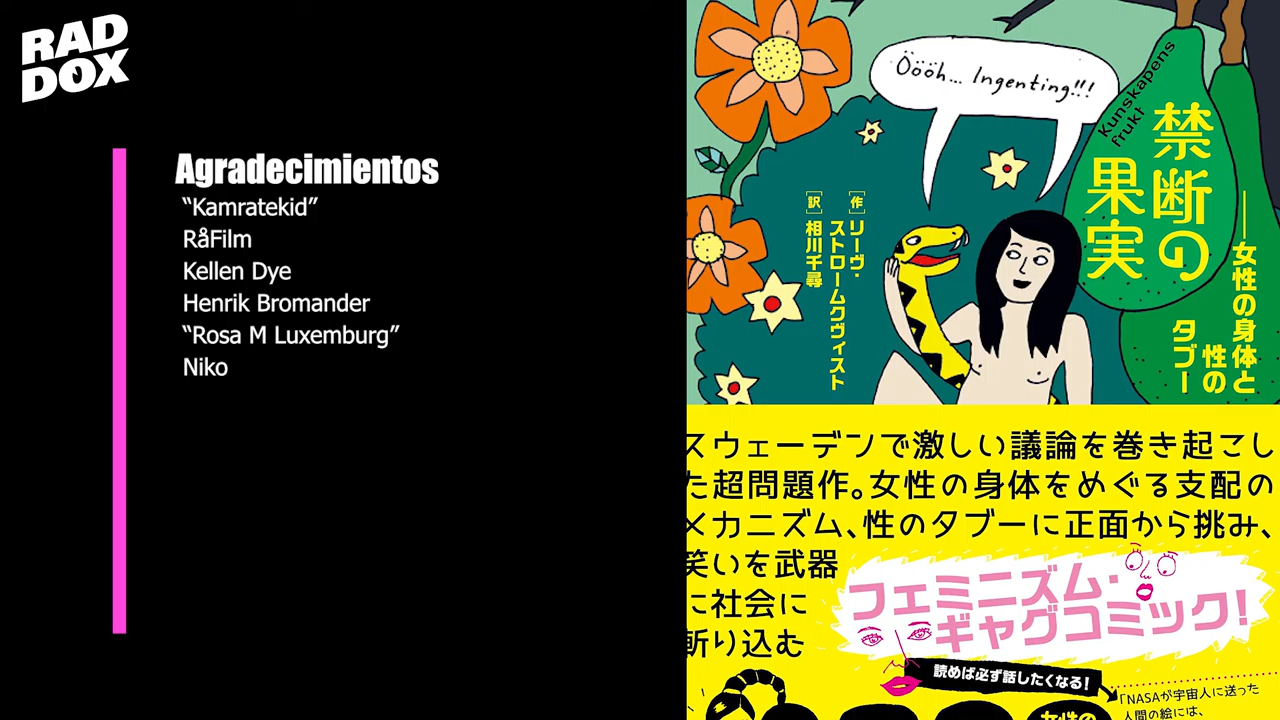 RAD
DOX
Agradecimientos
“Kamratekid”
RåFilm
Kellen Dye
Henrik Bromander
“Rosa M Luxemburg”
Niko
Öööh... Ingenting!!!
Kunskapens
frukt
禁断の
果実
──女性の身体と
性の
タブー
[作]リーヴ・
ストロームクヴィスト
[訳]相川千尋
スウェーデンで激しい議論を巻き起こし
た超問題作。女性の身体をめぐる支配の
メカニズム、性のタブーに正面から挑み、
笑いを武器
に社会に
斬り込む
フェミニズム・
ギャグコミック!
読めば必ず話したくなる!
「NASAが宇宙人に送った
人間の絵には、
女性の